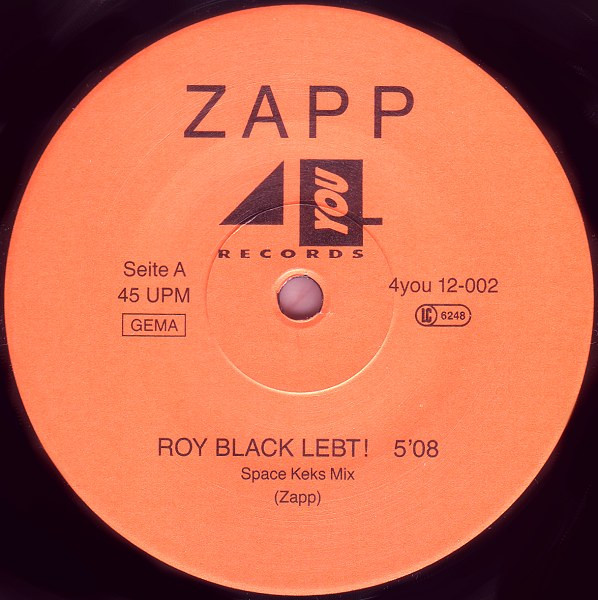 ZAPP
4 YOU
RECORDS
Seite A
45 UPM
GEMA
4you 12-002
LC 6248
ROY BLACK LEBT! 5'08
Space Keks Mix
(Zapp)